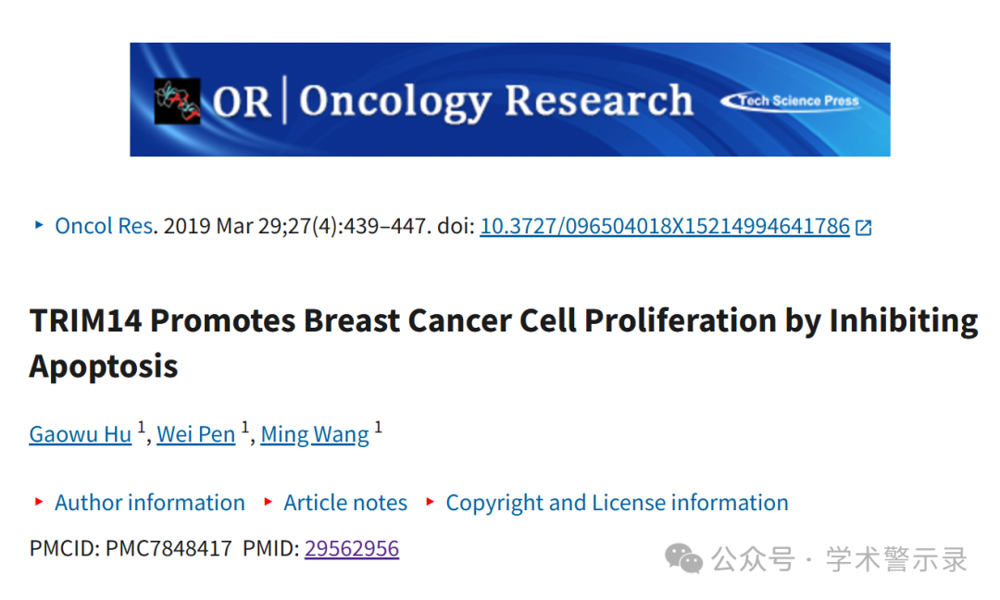 OR | Oncology Research
Tech Science Press
Oncol Res. 2019 Mar 29;27(4):439–447. doi: 10.3727/096504018X15214994641786
TRIM14 Promotes Breast Cancer Cell Proliferation by Inhibiting
Apoptosis
Gaowu Hu 1, Wei Pen 1, Ming Wang 1
Author information Article notes Copyright and License information
PMCID: PMC7848417 PMID: 29562956
公众号 · 学术警示录